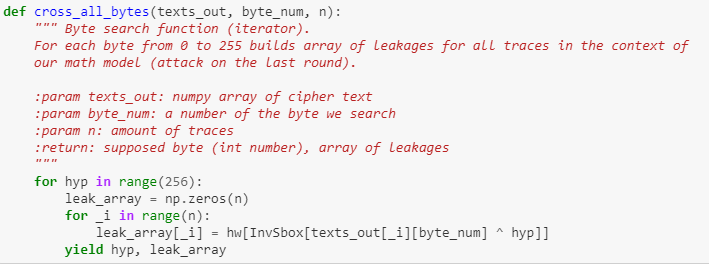 def cross_all_bytes(texts_out, byte_num, n):
    """ Byte search function (iterator).
    For each byte from 0 to 255 builds array of leakages for all traces in the context of
    our math model (attack on the last round).

    :param texts_out: numpy array of cipher text
    :param byte_num: a number of the byte we search
    :param n: amount of traces
    :return: supposed byte (int number), array of leakages
    """
    for hyp in range(256):
        leak_array = np.zeros(n)
        for _i in range(n):
            leak_array[_i] = hw[InvSbox[texts_out[_i][byte_num] ^ hyp]]
        yield hyp, leak_array